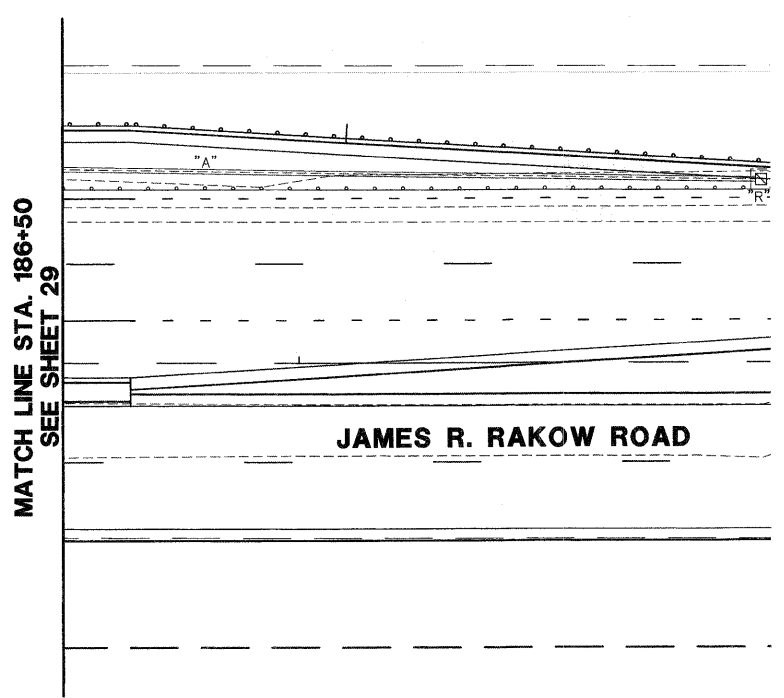 MATCH LINE STA. 186+50
SEE SHEET 29
"A"
"R"
JAMES R. RAKOW ROAD